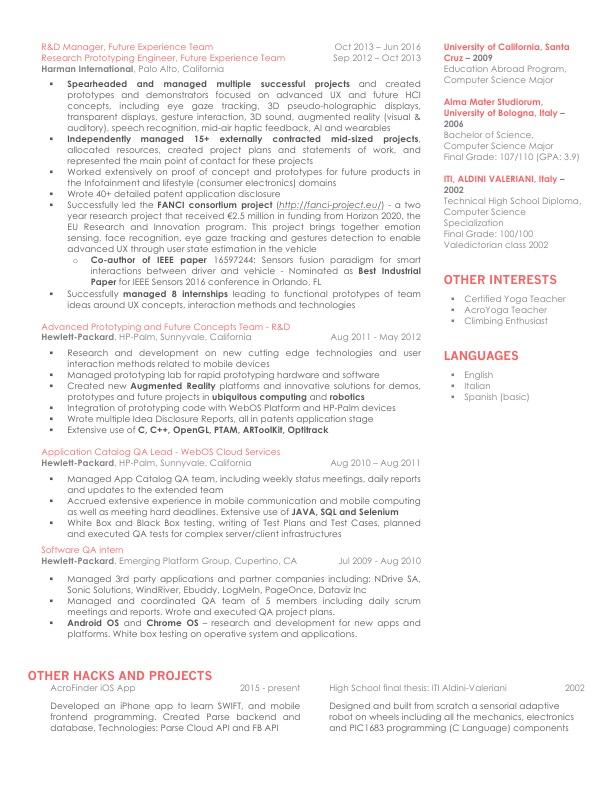 R&D Manager, Future Experience Team Oct 2013 – Jun 2016
Research Prototyping Engineer, Future Experience Team Sep 2012 – Oct 2013
Harman International, Palo Alto, California
▪ Spearheaded and managed multiple successful projects and created
prototypes and demonstrators focused on advanced UX and future HCI
concepts, including eye gaze tracking, 3D pseudo-holographic displays,
transparent displays, gesture interaction, 3D sound, augmented reality (visual &
auditory), speech recognition, mid-air haptic feedback, AI and wearables
▪ Independently managed 15+ externally contracted mid-sized projects,
allocated resources, created project plans and statements of work, and
represented the main point of contact for these projects
▪ Worked extensively on proof of concept and prototypes for future products in
the Infotainment and lifestyle (consumer electronics) domains
▪ Wrote 40+ detailed patent application disclosure
▪ Successfully led the FANCI consortium project (http://fanci-project.eu/) - a two
year research project that received €2.5 million in funding from Horizon 2020, the
EU Research and Innovation program. This project brings together emotion
sensing, face recognition, eye gaze tracking and gestures detection to enable
advanced UX through user state estimation in the vehicle
○ Co-author of IEEE paper 16597244: Sensors fusion paradigm for smart
interactions between driver and vehicle - Nominated as Best Industrial
Paper for IEEE Sensors 2016 conference in Orlando, FL
▪ Successfully managed 8 internships leading to functional prototypes of team
ideas around UX concepts, interaction methods and technologies
Advanced Prototyping and Future Concepts Team - R&D
Hewlett-Packard, HP-Palm, Sunnyvale, California Aug 2011 - May 2012
▪ Research and development on new cutting edge technologies and user
interaction methods related to mobile devices
▪ Managed prototyping lab for rapid prototyping hardware and software
▪ Created new Augmented Reality platforms and innovative solutions for demos,
prototypes and future projects in ubiquitous computing and robotics
▪ Integration of prototyping code with WebOS Platform and HP-Palm devices
▪ Wrote multiple Idea Disclosure Reports, all in patents application stage
▪ Extensive use of C, C++, OpenGL, PTAM, ARToolKit, Optitrack
Application Catalog QA Lead - WebOS Cloud Services
Hewlett-Packard, HP-Palm, Sunnyvale, California Aug 2010 – Aug 2011
▪ Managed App Catalog QA team, including weekly status meetings, daily reports
and updates to the extended team
▪ Accrued extensive experience in mobile communication and mobile computing
as well as meeting hard deadlines. Extensive use of JAVA, SQL and Selenium
▪ White Box and Black Box testing, writing of Test Plans and Test Cases, planned
and executed QA tests for complex server/client infrastructures
Software QA intern
Hewlett-Packard, Emerging Platform Group, Cupertino, CA Jul 2009 - Aug 2010
▪ Managed 3rd party applications and partner companies including: NDrive SA,
Sonic Solutions, WindRiver, Ebuddy, LogMeIn, PageOnce, Dataviz Inc
▪ Managed and coordinated QA team of 5 members including daily scrum
meetings and reports. Wrote and executed QA project plans.
▪ Android OS and Chrome OS – research and development for new apps and
platforms. White box testing on operative system and applications.
University of California, Santa
Cruz – 2009
Education Abroad Program,
Computer Science Major
Alma Mater Studiorum,
University of Bologna, Italy –
2006
Bachelor of Science,
Computer Science Major
Final Grade: 107/110 (GPA: 3.9)
ITI, ALDINI VALERIANI, Italy –
2002
Technical High School Diploma,
Computer Science
Specialization
Final Grade: 100/100
Valedictorian class 2002
OTHER INTERESTS
▪ Certified Yoga Teacher
▪ AcroYoga Teacher
▪ Climbing Enthusiast
LANGUAGES
▪ English
▪ Italian
▪ Spanish (basic)
OTHER HACKS AND PROJECTS
AcroFinder iOS App 2015 - present
Developed an iPhone app to learn SWIFT, and mobile
frontend programming. Created Parse backend and
database. Technologies: Parse Cloud API and FB API
High School final thesis: ITI Aldini-Valeriani 2002
Designed and built from scratch a sensorial adaptive
robot on wheels including all the mechanics, electronics
and PIC1683 programming (C Language) components